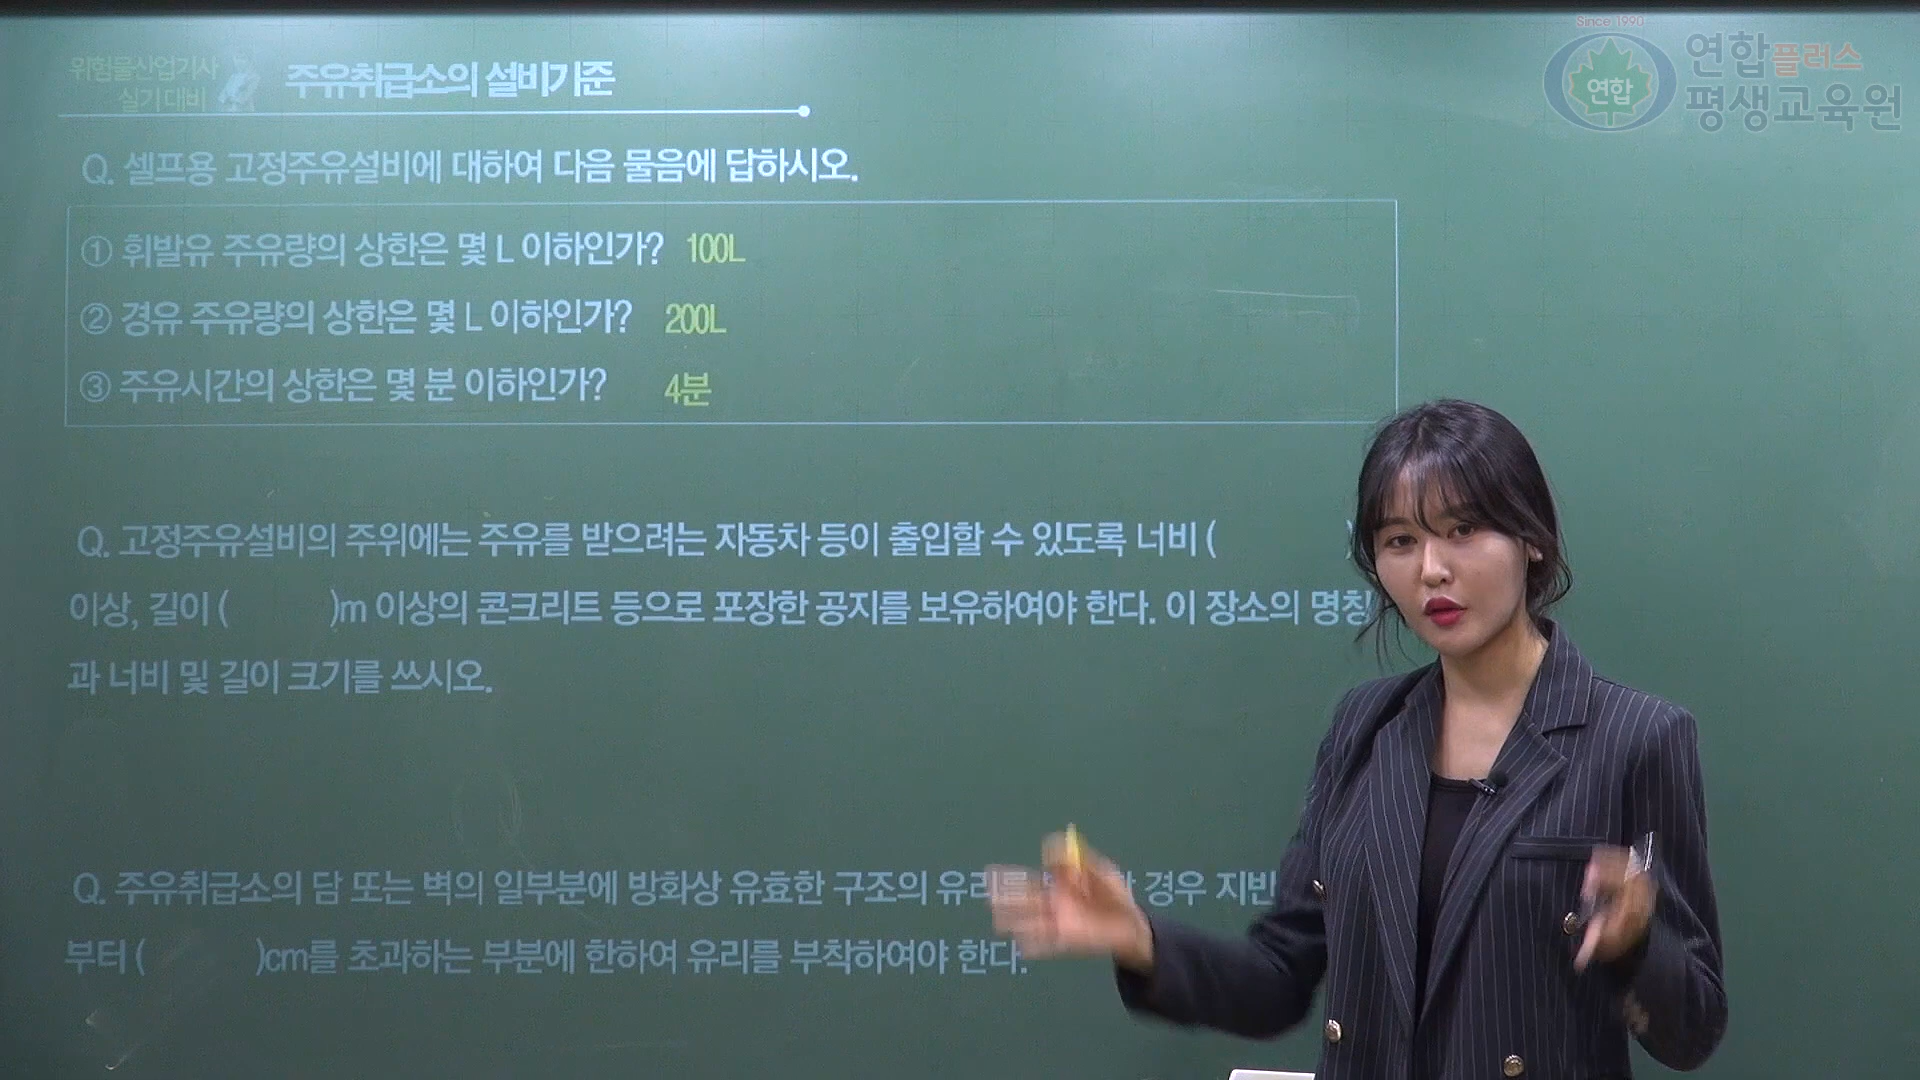 Since 1990
연합
연합플러스
평생교육원
위험물산업기사
실기 대비
주유취급소의 설비기준
Q. 셀프용 고정주유설비에 대하여 다음 물음에 답하시오.
① 휘발유 주유량의 상한은 몇 L 이하인가? 100L
② 경유 주유량의 상한은 몇 L 이하인가? 200L
③ 주유시간의 상한은 몇 분 이하인가? 4분
Q. 고정주유설비의 주위에는 주유를 받으려는 자동차 등이 출입할 수 있도록 너비 ( )
이상, 길이 ( )m 이상의 콘크리트 등으로 포장한 공지를 보유하여야 한다. 이 장소의 명칭
과 너비 및 길이 크기를 쓰시오.
Q. 주유취급소의 담 또는 벽의 일부분에 방화상 유효한 구조의 유리를 경우 지반
부터 ( )cm를 초과하는 부분에 한하여 유리를 부착하여야 한다.